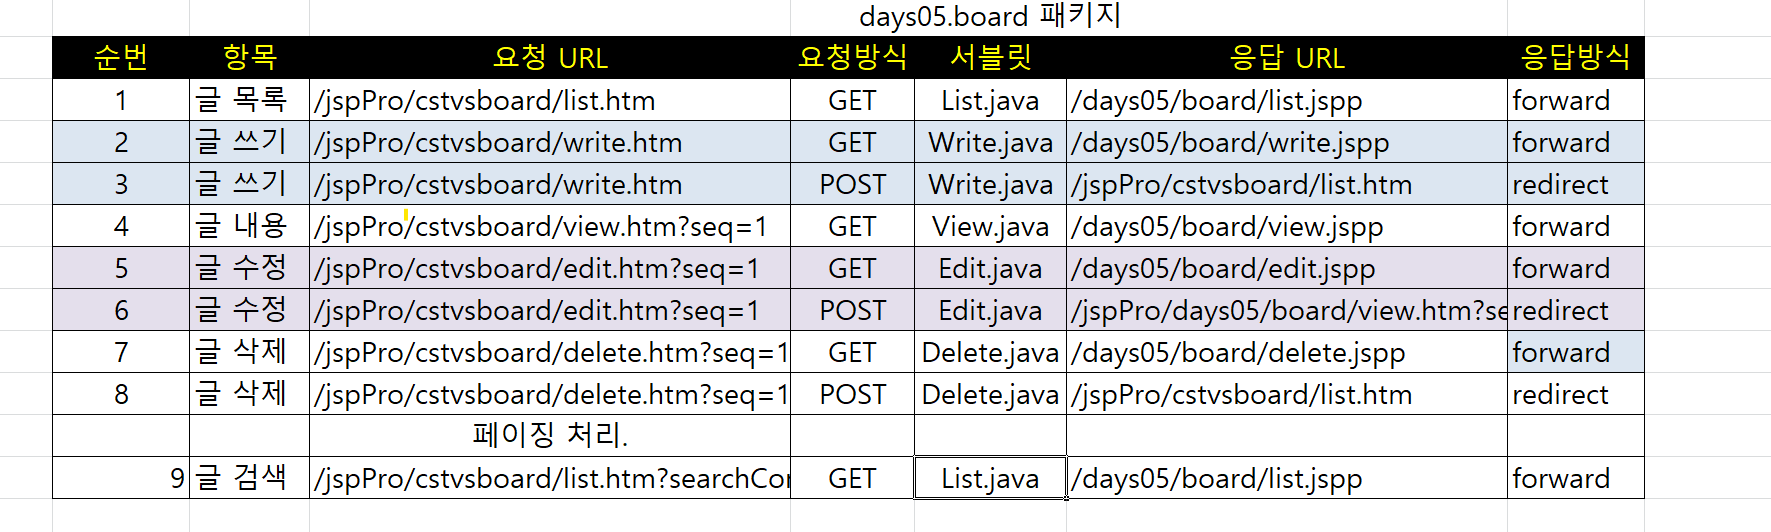 days05.board 패키지
순번 항목 요청 URL 요청방식 서블릿 응답 URL 응답방식
1 글 목록 /jspPro/cstvsboard/list.htm GET List.java /days05/board/list.jspp forward
2 글 쓰기 /jspPro/cstvsboard/write.htm GET Write.java /days05/board/write.jspp forward
3 글 쓰기 /jspPro/cstvsboard/write.htm POST Write.java /jspPro/cstvsboard/list.htm redirect
4 글 내용 /jspPro/cstvsboard/view.htm?seq=1 GET View.java /days05/board/view.jspp forward
5 글 수정 /jspPro/cstvsboard/edit.htm?seq=1 GET Edit.java /days05/board/edit.jspp forward
6 글 수정 /jspPro/cstvsboard/edit.htm?seq=1 POST Edit.java /jspPro/days05/board/view.htm?se redirect
7 글 삭제 /jspPro/cstvsboard/delete.htm?seq=1 GET Delete.java /days05/board/delete.jspp forward
8 글 삭제 /jspPro/cstvsboard/delete.htm?seq=1 POST Delete.java /jspPro/cstvsboard/list.htm redirect
페이징 처리.
9 글 검색 /jspPro/cstvsboard/list.htm?searchCo GET List.java /days05/board/list.jspp forward